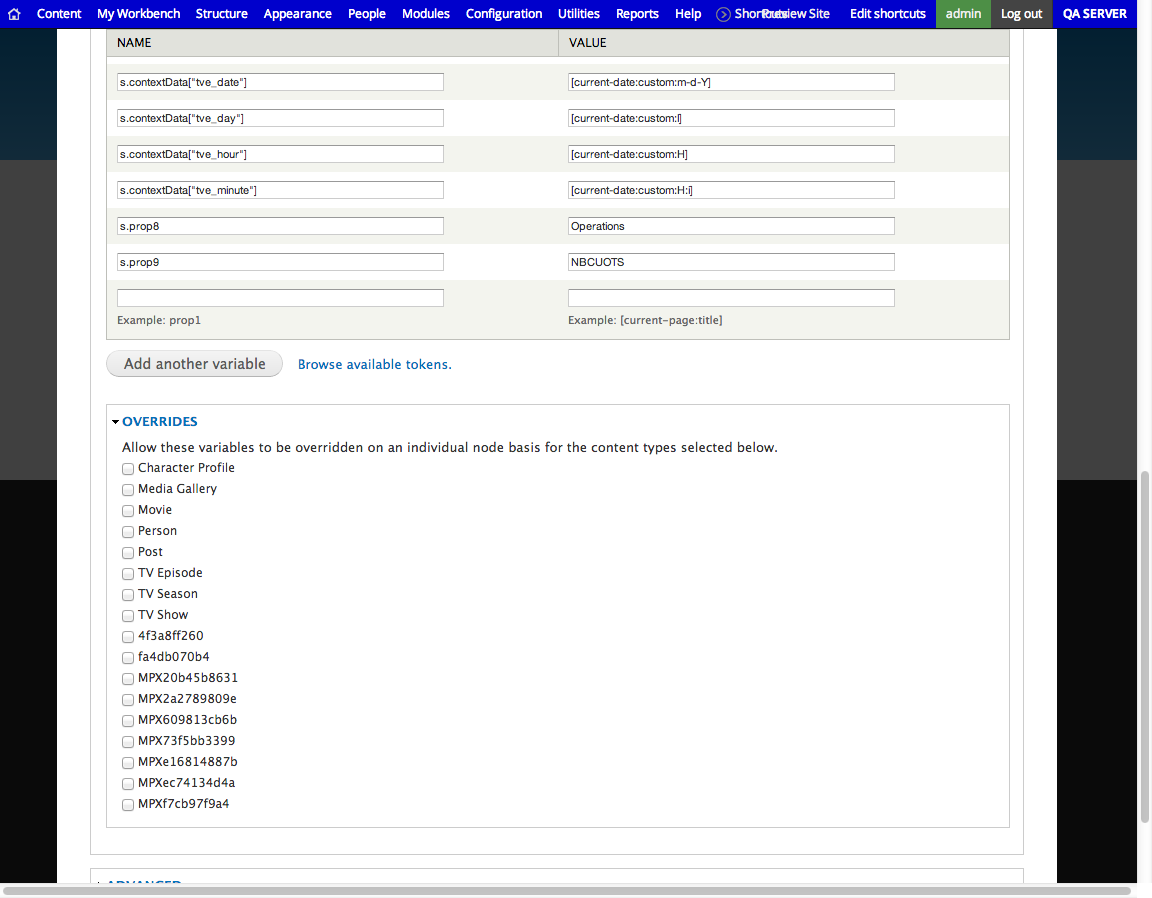 Content My Workbench Structure Appearance People Modules Configuration Utilities Reports Help Shortcuts Preview Site Edit shortcuts admin Log out QA SERVER
NAME VALUE
s.contextData["tve_date"] [current-date:custom:m-d-Y]
s.contextData["tve_day"] [current-date:custom:l]
s.contextData["tve_hour"] [current-date:custom:H]
s.contextData["tve_minute"] [current-date:custom:H:i]
s.prop8 Operations
s.prop9 NBCUOTS
Example: prop1 Example: [current-page:title]
Add another variable Browse available tokens.
OVERRIDES
Allow these variables to be overridden on an individual node basis for the content types selected below.
Character Profile
Media Gallery
Movie
Person
Post
TV Episode
TV Season
TV Show
4f3a8ff260
fa4db070b4
MPX20b45b8631
MPX2a2789809e
MPX609813cb6b
MPX73f5bb3399
MPXe16814887b
MPXec74134d4a
MPXf7cb97f9a4
ADVANCED